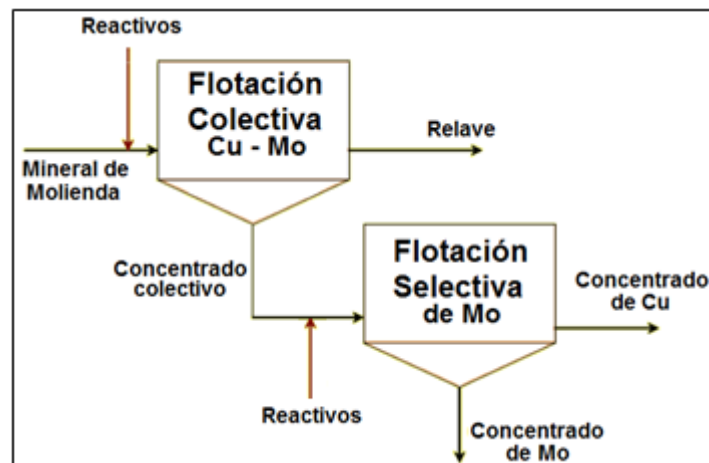 Reactivos
Flotación
Colectiva
Cu - Mo
Relave
Mineral de
Molienda
Concentrado
colectivo
Flotación
Selectiva
de Mo
Concentrado
de Cu
Reactivos
Concentrado
de Mo